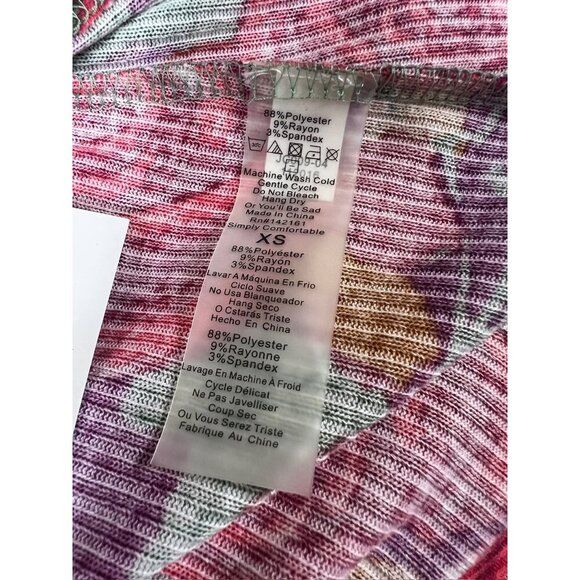 88%Polyester
9%Rayon
3%Spandex
Machine Wash Cold
Gentle Cycle
Do Not Bleach
Hang Dry
Or You'll Be Sad
Made In China
Rn#142161
Simply Comfortable
XS
88%Polyester
9%Rayon
3%Spandex
Lavar A Máquina En Frio
Ciclo Suave
No Usa Blanqueador
Hang Seco
O Cstarás Triste
Hecho En China
88%Polyester
9%Rayonne
3%Spandex
Lavage En Machine À Froid
Cycle Délicat
Ne Pas Javelliser
Coup Sec
Ou Vous Serez Triste
Fabrique Au Chine